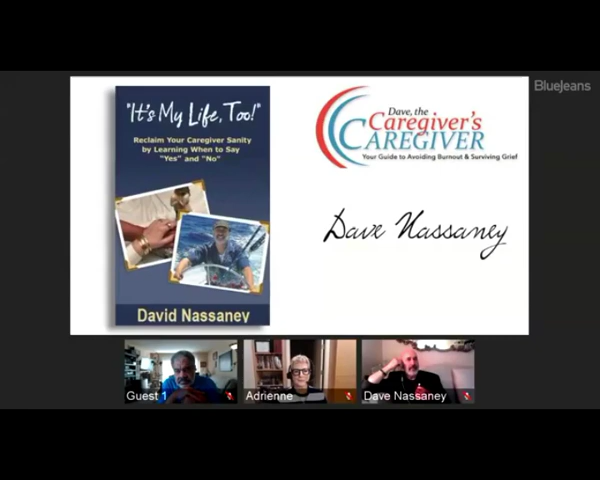 BlueJeans
"It's My Life, Too!"
Reclaim Your Caregiver Sanity
by Learning When to Say
"Yes" and "No"
David Nassaney
Dave, the
Caregiver's
CAREGIVER
Your Guide to Avoiding Burnout & Surviving Grief
Dave Nassaney
Guest 1
Adrienne
Dave Nassaney